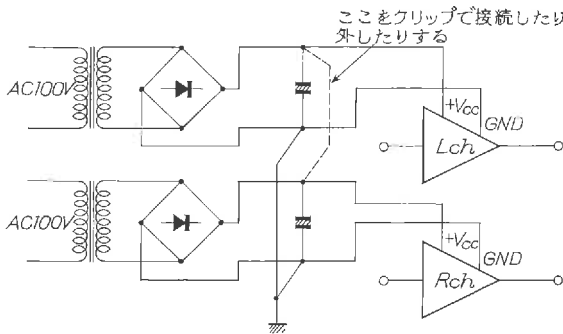 ここをクリップで接続したり
外したりする
AC100V
+Vcc
GND
Lch
AC100V
+Vcc
GND
Rch